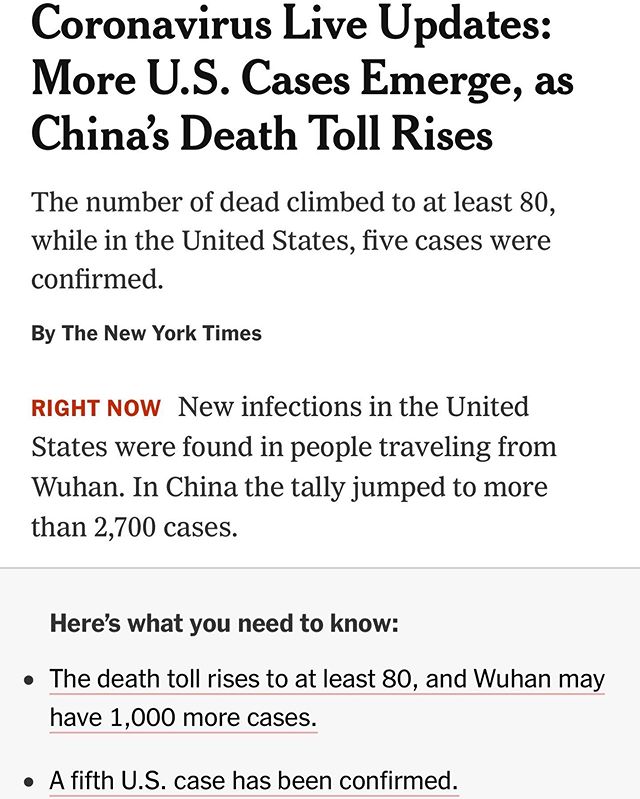 Coronavirus Live Updates:
More U.S. Cases Emerge, as
China’s Death Toll Rises
The number of dead climbed to at least 80,
while in the United States, five cases were
confirmed.
By The New York Times
RIGHT NOW New infections in the United
States were found in people traveling from
Wuhan. In China the tally jumped to more
than 2,700 cases.
Here’s what you need to know:
• The death toll rises to at least 80, and Wuhan may
have 1,000 more cases.
• A fifth U.S. case has been confirmed.